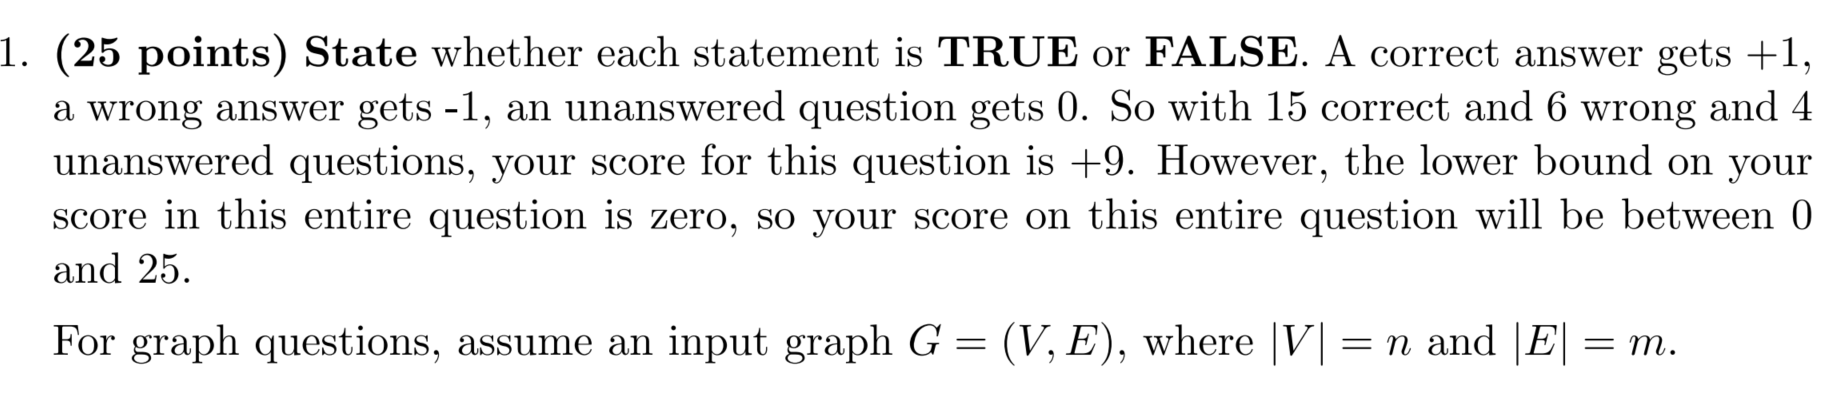 1. (25 points) State whether each statement is TRUE or FALSE. A correct answer gets +1,
a wrong answer gets -1, an unanswered question gets 0. So with 15 correct and 6 wrong and 4
unanswered questions, your score for this question is +9. However, the lower bound on your
score in this entire question is zero, so your score on this entire question will be between 0
and 25.
For graph questions, assume an input graph G = (V, E), where |V| = n and |E| = m.